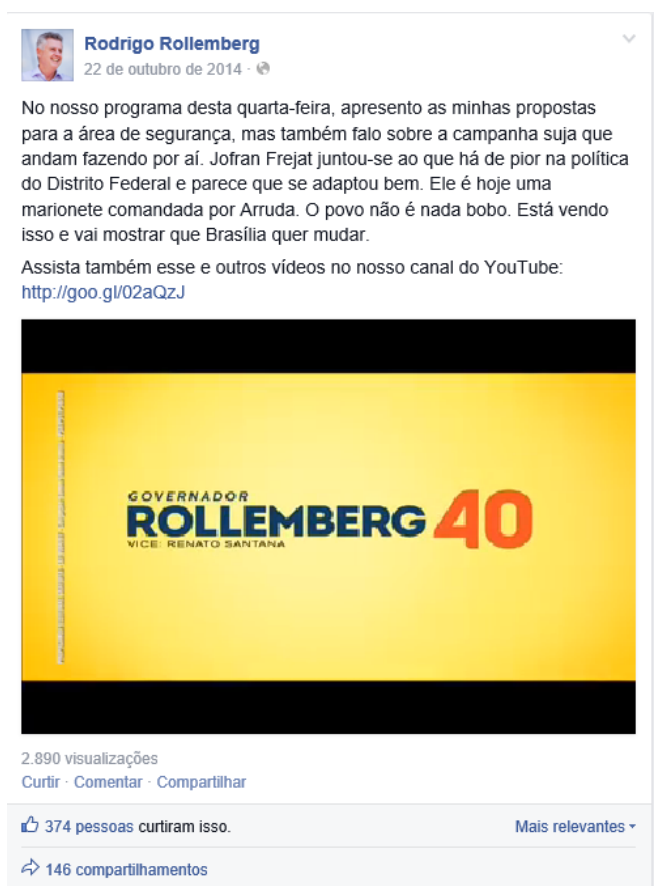 Rodrigo Rollemberg
22 de outubro de 2014 ·
No nosso programa desta quarta-feira, apresento as minhas propostas
para a área de segurança, mas também falo sobre a campanha suja que
andam fazendo por aí. Jofran Frejat juntou-se ao que há de pior na política
do Distrito Federal e parece que se adaptou bem. Ele é hoje uma
marionete comandada por Arruda. O povo não é nada bobo. Está vendo
isso e vai mostrar que Brasília quer mudar.
Assista também esse e outros vídeos no nosso canal do YouTube:
http://goo.gl/02aQzJ
GOVERNADOR
ROLLEMBERG 40
VICE: RENATO SANTANA
2.890 visualizações
Curtir · Comentar · Compartilhar
374 pessoas curtiram isso.
Mais relevantes
146 compartilhamentos